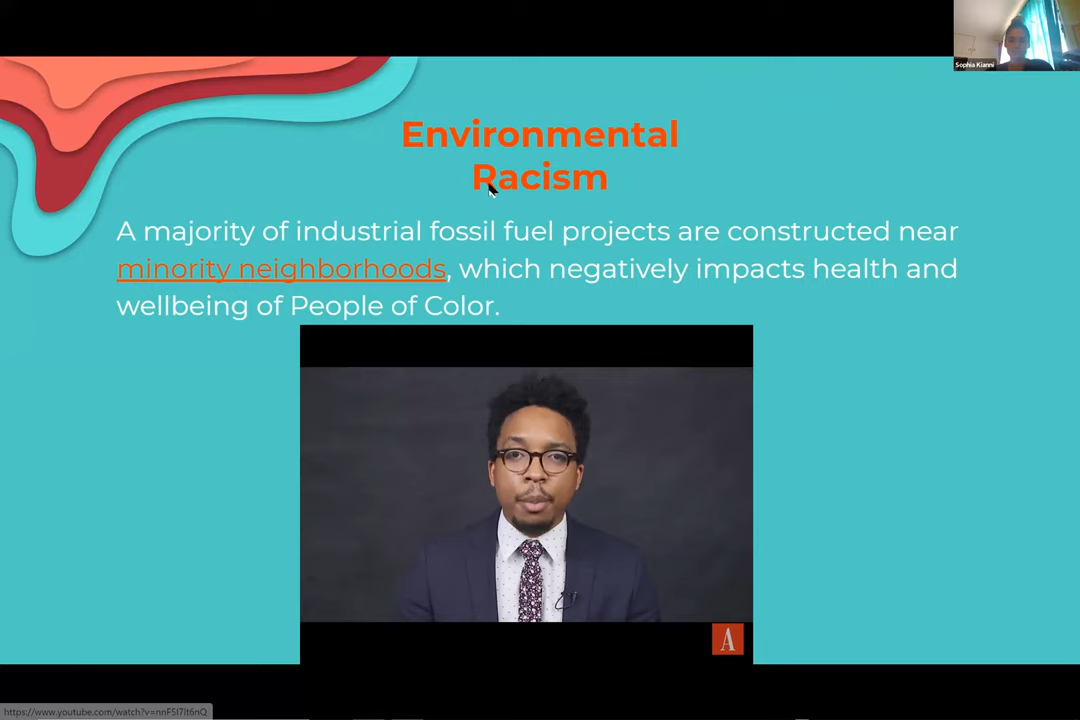 Sophia Kianni
Environmental
Racism
A majority of industrial fossil fuel projects are constructed near
minority neighborhoods, which negatively impacts health and
wellbeing of People of Color.
A
https://www.youtube.com/watch?v=nnF5I7lt6nQ